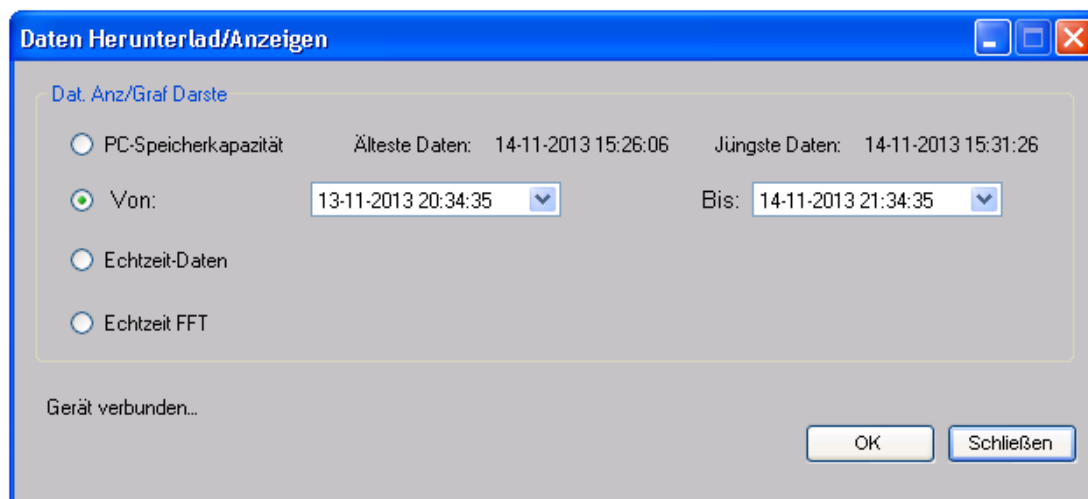 Daten Herunterlad/Anzeigen
Dat. Anz/Graf Darste
PC-Speicherkapazität Älteste Daten: 14-11-2013 15:26:06 Jüngste Daten: 14-11-2013 15:31:26
Von: 13-11-2013 20:34:35 Bis: 14-11-2013 21:34:35
Echtzeit-Daten
Echtzeit FFT
Gerät verbunden...
OK Schließen